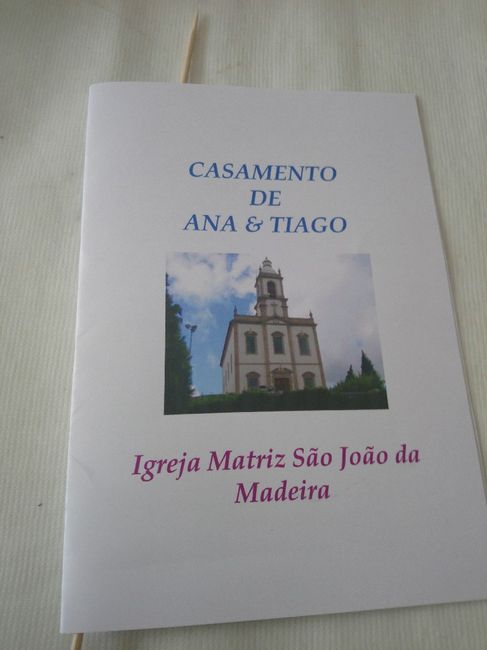 CASAMENTO
DE
ANA & TIAGO
Igreja Matriz São João da
Madeira